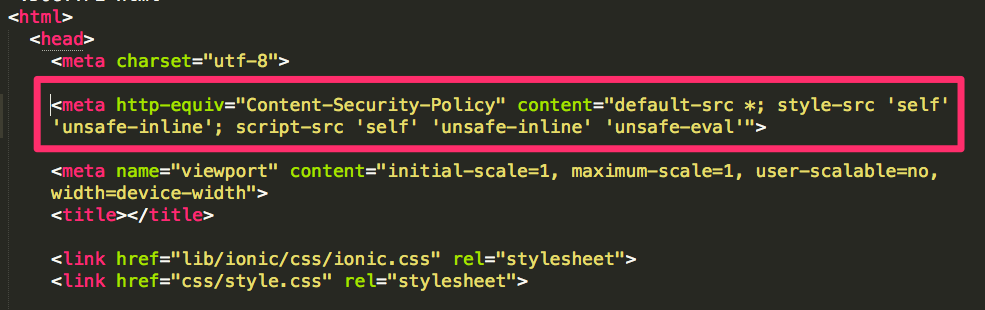 <html>
<head>
<meta charset="utf-8">
<meta http-equiv="Content-Security-Policy" content="default-src *; style-src 'self'
'unsafe-inline'; script-src 'self' 'unsafe-inline' 'unsafe-eval'">
<meta name="viewport" content="initial-scale=1, maximum-scale=1, user-scalable=no,
width=device-width">
<title></title>
<link href="lib/ionic/css/ionic.css" rel="stylesheet">
<link href="css/style.css" rel="stylesheet">